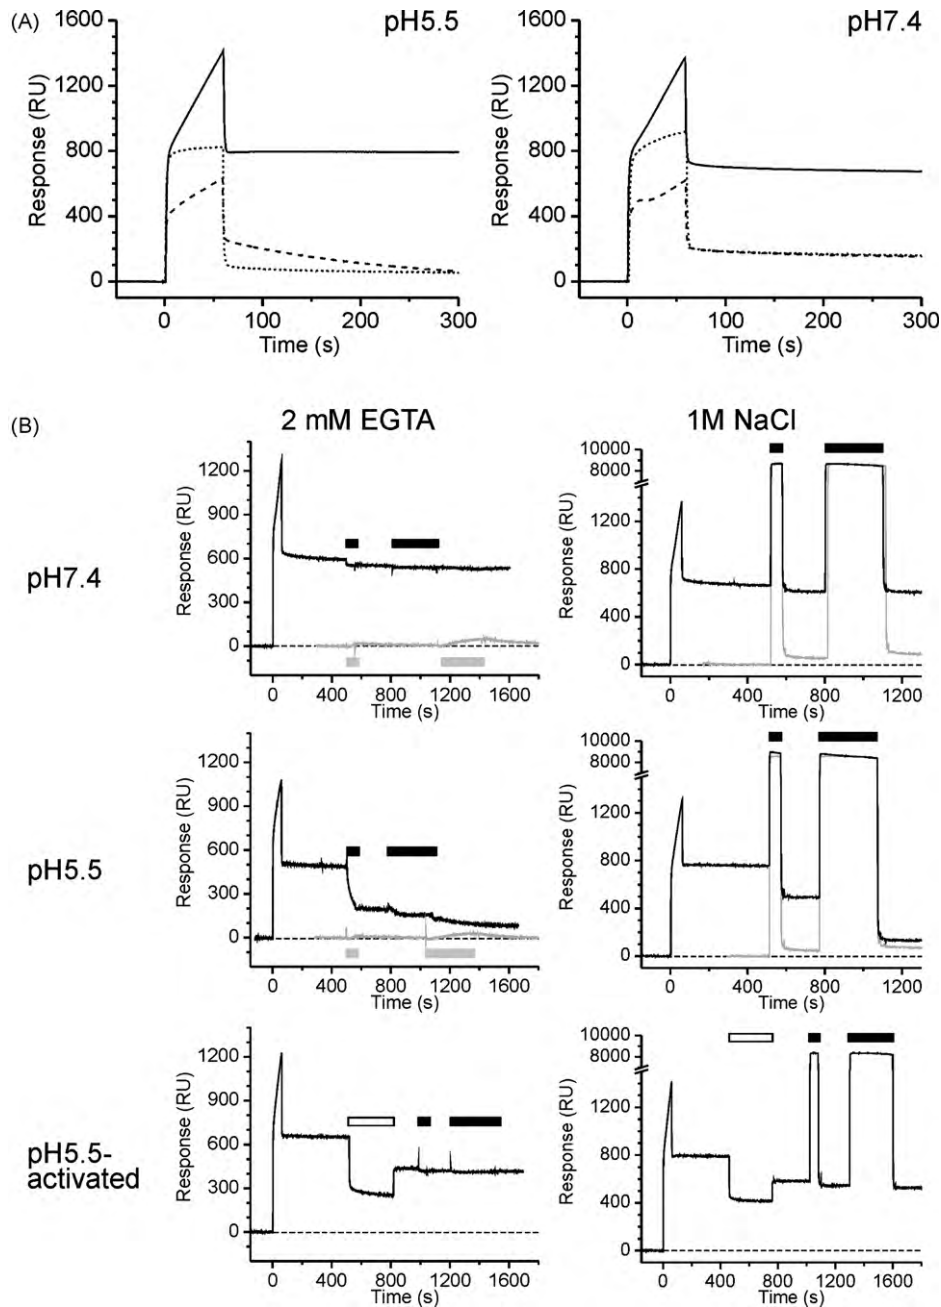 (A)
pH5.5
pH7.4
1600
1200
800
400
0
Response (RU)
0 100 200 300
Time (s)
1600
1200
800
400
0
Response (RU)
0 100 200 300
Time (s)
(B)
2 mM EGTA
1M NaCl
pH7.4
1200
900
600
300
0
Response (RU)
0 400 800 1200 1600
Time (s)
10000
8000
1200
800
400
0
Response (RU)
0 400 800 1200
Time (s)
pH5.5
1200
900
600
300
0
Response (RU)
0 400 800 1200 1600
Time (s)
10000
8000
1200
800
400
0
Response (RU)
0 400 800 1200
Time (s)
pH5.5-
activated
1200
900
600
300
0
Response (RU)
0 400 800 1200 1600
Time (s)
10000
8000
1200
800
400
0
Response (RU)
0 400 800 1200 1600
Time (s)